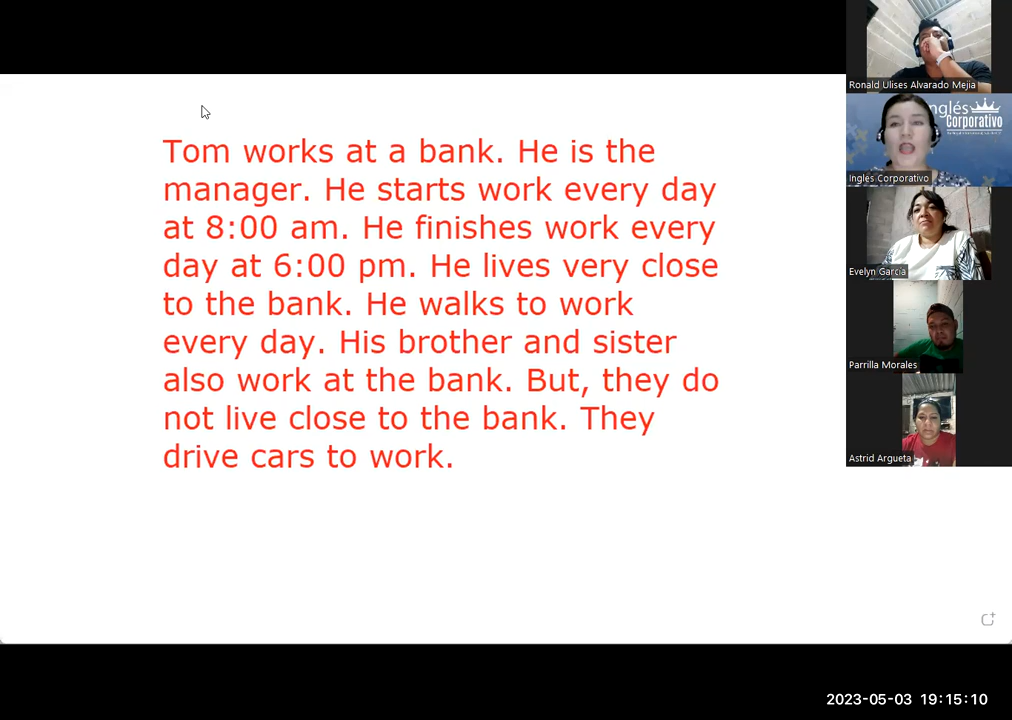 Tom works at a bank. He is the
manager. He starts work every day
at 8:00 am. He finishes work every
day at 6:00 pm. He lives very close
to the bank. He walks to work
every day. His brother and sister
also work at the bank. But, they do
not live close to the bank. They
drive cars to work.
Ronald Ulises Alvarado Mejia
Inglés
Corporativo
Inglés Corporativo
Evelyn Garcia
Parrilla Morales
Astrid Argueta
2023-05-03 19:15:10